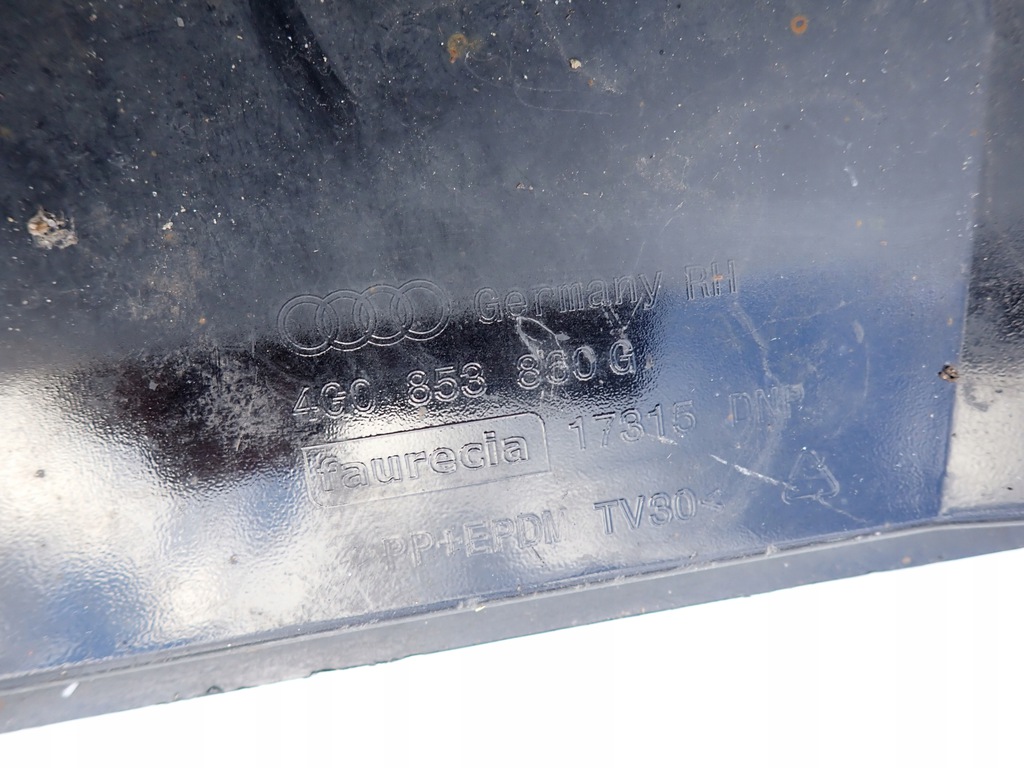 Germany RH
4G0 853 860 G
faurecia 17315 DNP
PP+EPDM TV30<